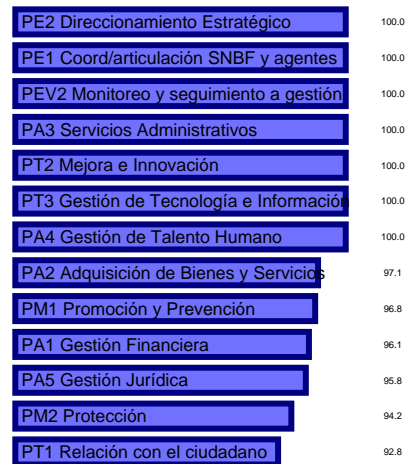 PE2 Direccionamiento Estratégico 100.0
PE1 Coord/articulación SNBF y agentes 100.0
PEV2 Monitoreo y seguimiento a gestión 100.0
PA3 Servicios Administrativos 100.0
PT2 Mejora e Innovación 100.0
PT3 Gestión de Tecnología e Información 100.0
PA4 Gestión de Talento Humano 100.0
PA2 Adquisición de Bienes y Servicios 97.1
PM1 Promoción y Prevención 96.8
PA1 Gestión Financiera 96.1
PA5 Gestión Jurídica 95.8
PM2 Protección 94.2
PT1 Relación con el ciudadano 92.8